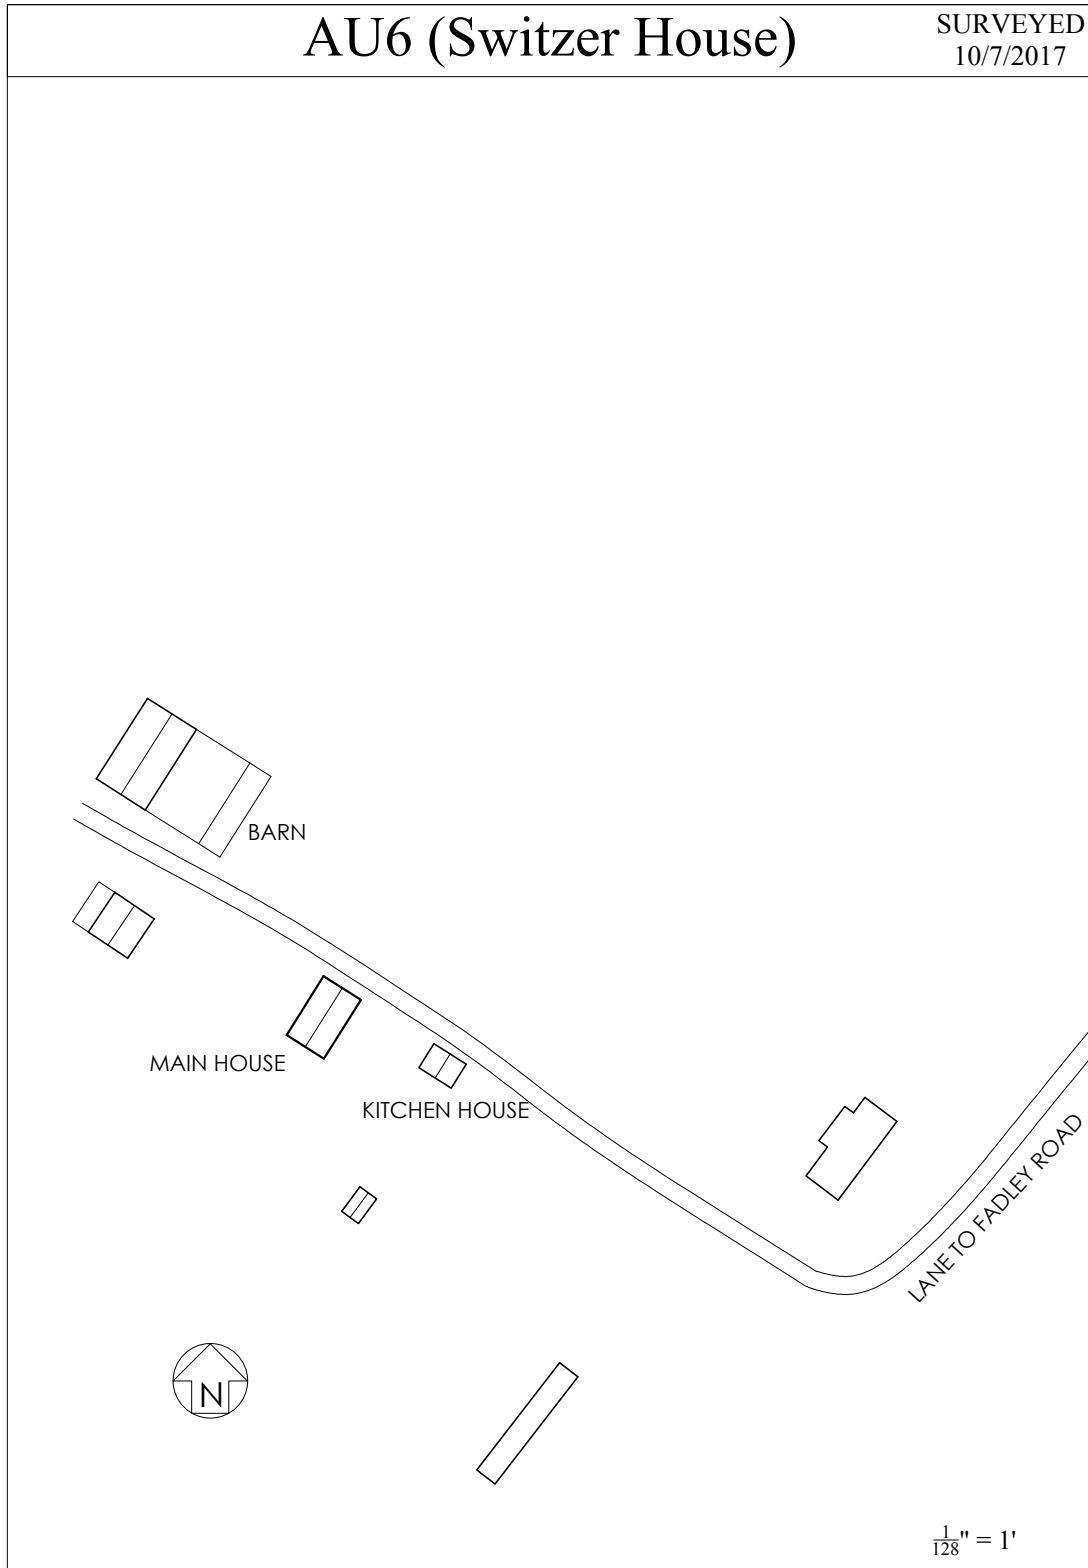 AU6 (Switzer House)
SURVEYED
10/7/2017
BARN
MAIN HOUSE
KITCHEN HOUSE
LANE TO FADLEY ROAD
N
1/128" = 1'